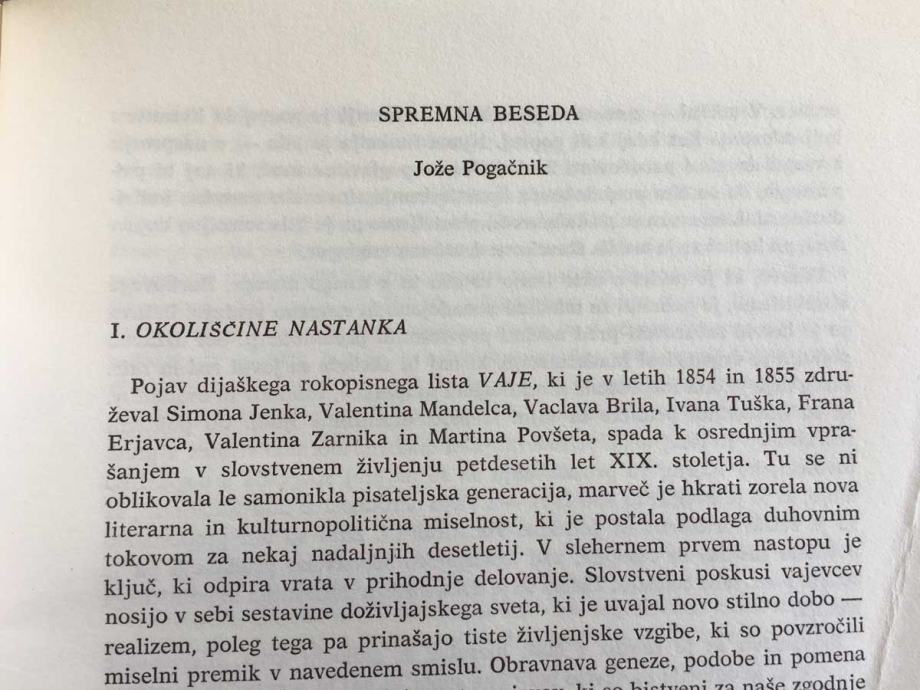 SPREMNA BESEDA
Jože Pogačnik
I. OKOLIŠČINE NASTANKA
Pojav dijaškega rokopisnega lista VAJE, ki je v letih 1854 in 1855 zdru-
ževal Simona Jenka, Valentina Mandelca, Vaclava Brila, Ivana Tuška, Frana
Erjavca, Valentina Zarnika in Martina Povšeta, spada k osrednjim vpra-
šanjem v slovstvenem življenju petdesetih let XIX. stoletja. Tu se ni
oblikovala le samonikla pisateljska generacija, marveč je hkrati zorela nova
literarna in kulturnopolitična miselnost, ki je postala podlaga duhovnim
tokovom za nekaj nadaljnjih desetletij. V slehernem prvem nastopu je
ključ, ki odpira vrata v prihodnje delovanje. Slovstveni poskusi vajevcev
nosijo v sebi sestavine doživljajskega sveta, ki je uvajal novo stilno dobo —
realizem, poleg tega pa prinašajo tiste življenjske vzgibe, ki so povzročili
miselni premik v navedenem smislu. Obravnava geneze, podobe in pomena
ki so bistveni za naše zgodnje